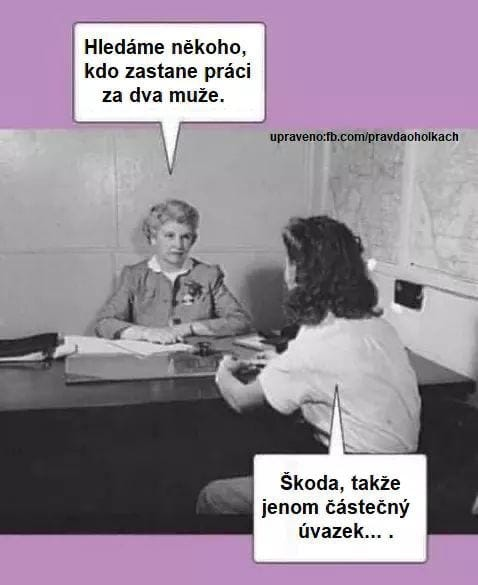 Hledáme někoho,
kdo zastane práci
za dva muže.
upraveno:fb.com/pravdaoholkach
Škoda, takže
jenom částečný
úvazek... .